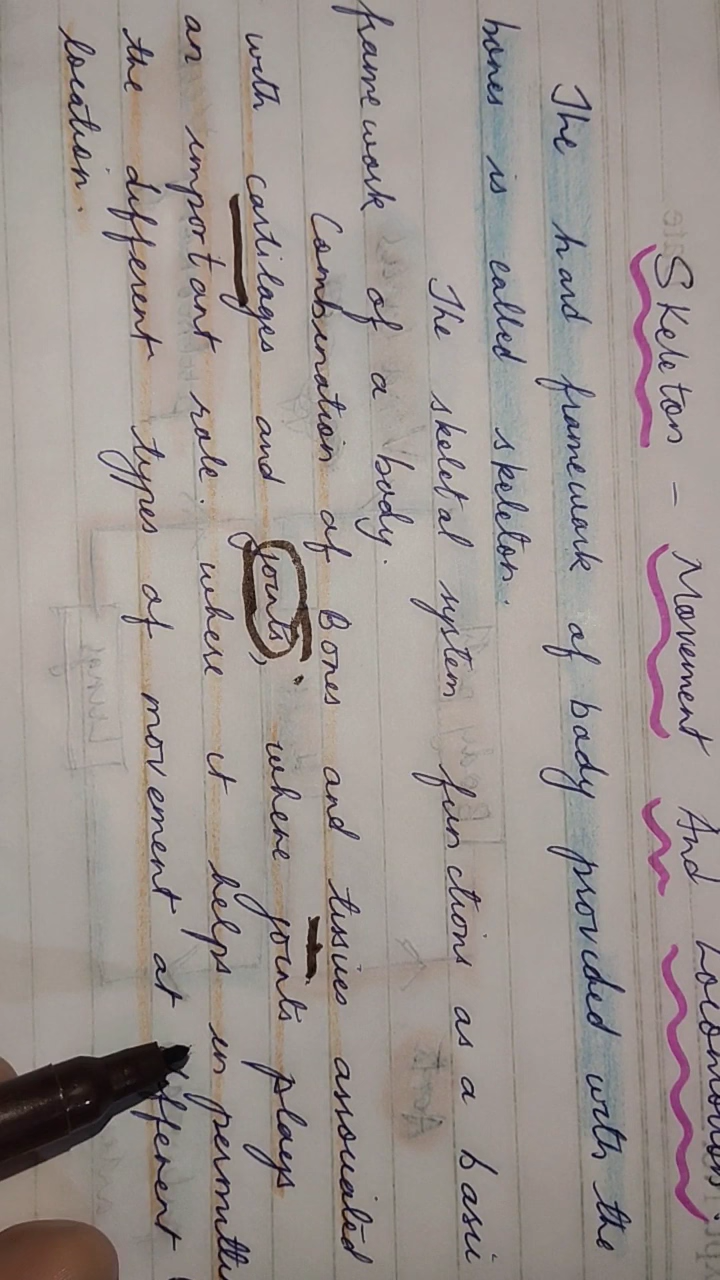 Skeleton - Movement And Locomotion
The hard framework of body provided with the
bones is called skeleton.
The skeletal system functions as a basic
framework of a body.
Combination of Bones and tissues associated
with cartilages and joints, where joints plays
an important role. where it helps in
the different types of movement at different
location.